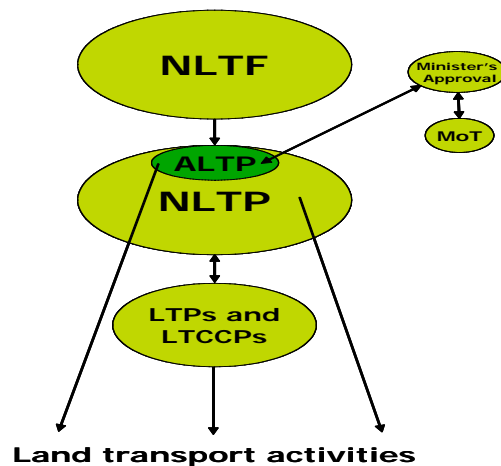 NLTF
Minister's
Approval
MoT
ALTP
NLTP
LTPs and
LTCCPs
Land transport activities